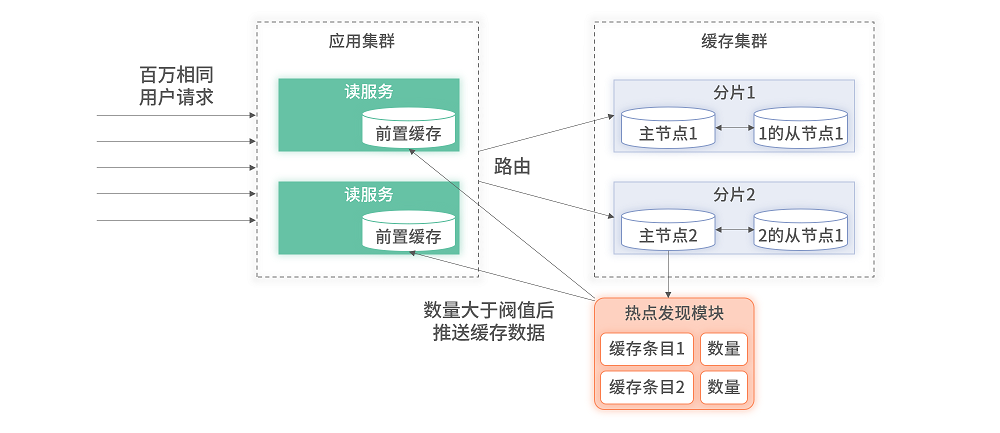 百万相同
用户请求
应用集群
读服务
前置缓存
读服务
前置缓存
路由
缓存集群
分片1
主节点1
1的从节点1
分片2
主节点2
2的从节点1
数量大于阀值后
推送缓存数据
热点发现模块
缓存条目1
数量
缓存条目2
数量